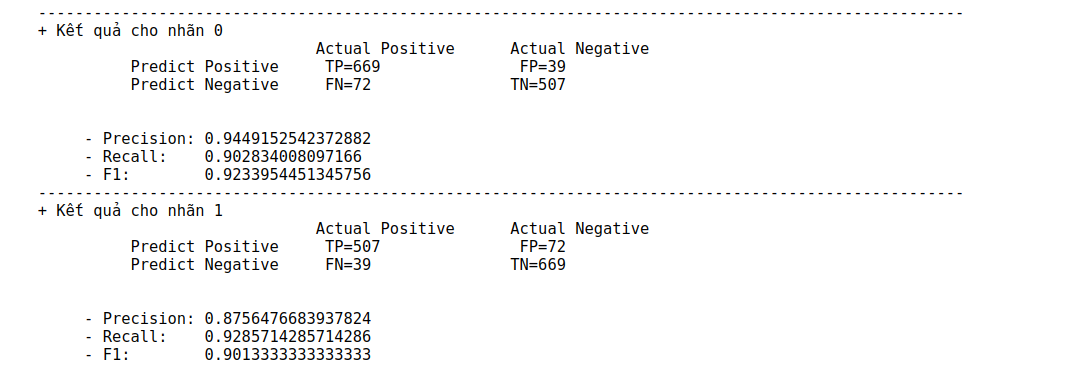 ----------------------------------------------------------------------------------------------------
+ Kết quả cho nhãn 0
                              Actual Positive      Actual Negative
          Predict Positive     TP=669               FP=39
          Predict Negative     FN=72               TN=507
     - Precision: 0.9449152542372882
     - Recall:    0.902834008097166
     - F1:        0.9233954451345756
----------------------------------------------------------------------------------------------------
+ Kết quả cho nhãn 1
                              Actual Positive      Actual Negative
          Predict Positive     TP=507               FP=72
          Predict Negative     FN=39               TN=669
     - Precision: 0.8756476683937824
     - Recall:    0.9285714285714286
     - F1:        0.9013333333333333